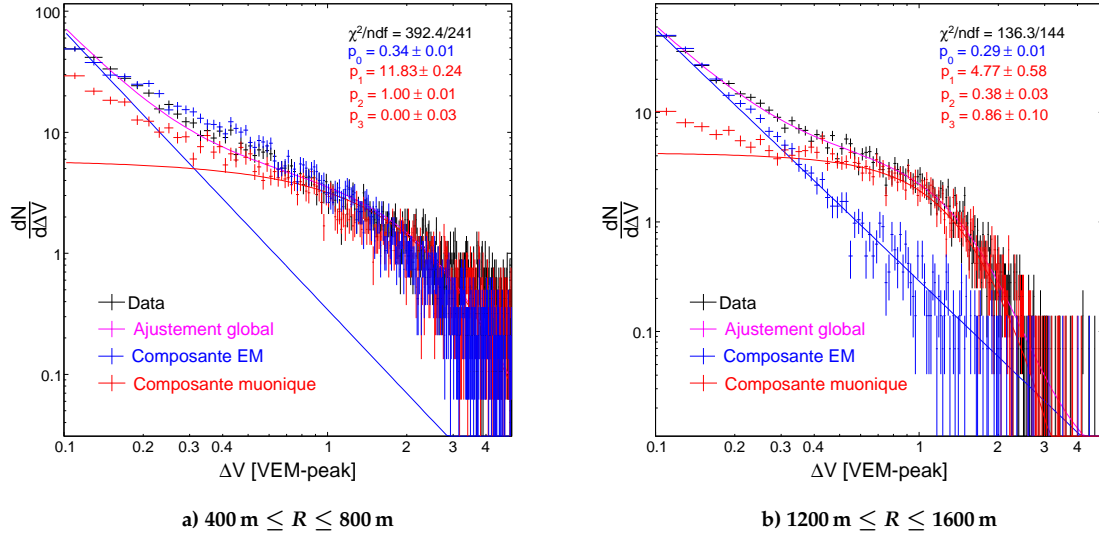 100
10
1
0.1
dN
dΔV
χ²/ndf = 392.4/241
p₀ = 0.34 ± 0.01
p₁ = 11.83 ± 0.24
p₂ = 1.00 ± 0.01
p₃ = 0.00 ± 0.03
Data
Ajustement global
Composante EM
Composante muonique
0.1 0.2 0.3 0.4 1 2 3 4
ΔV [VEM-peak]
a) 400 m ≤ R ≤ 800 m
100
10
1
0.1
dN
dΔV
χ²/ndf = 136.3/144
p₀ = 0.29 ± 0.01
p₁ = 4.77 ± 0.58
p₂ = 0.38 ± 0.03
p₃ = 0.86 ± 0.10
Data
Ajustement global
Composante EM
Composante muonique
0.1 0.2 0.3 0.4 1 2 3 4
ΔV [VEM-peak]
b) 1200 m ≤ R ≤ 1600 m